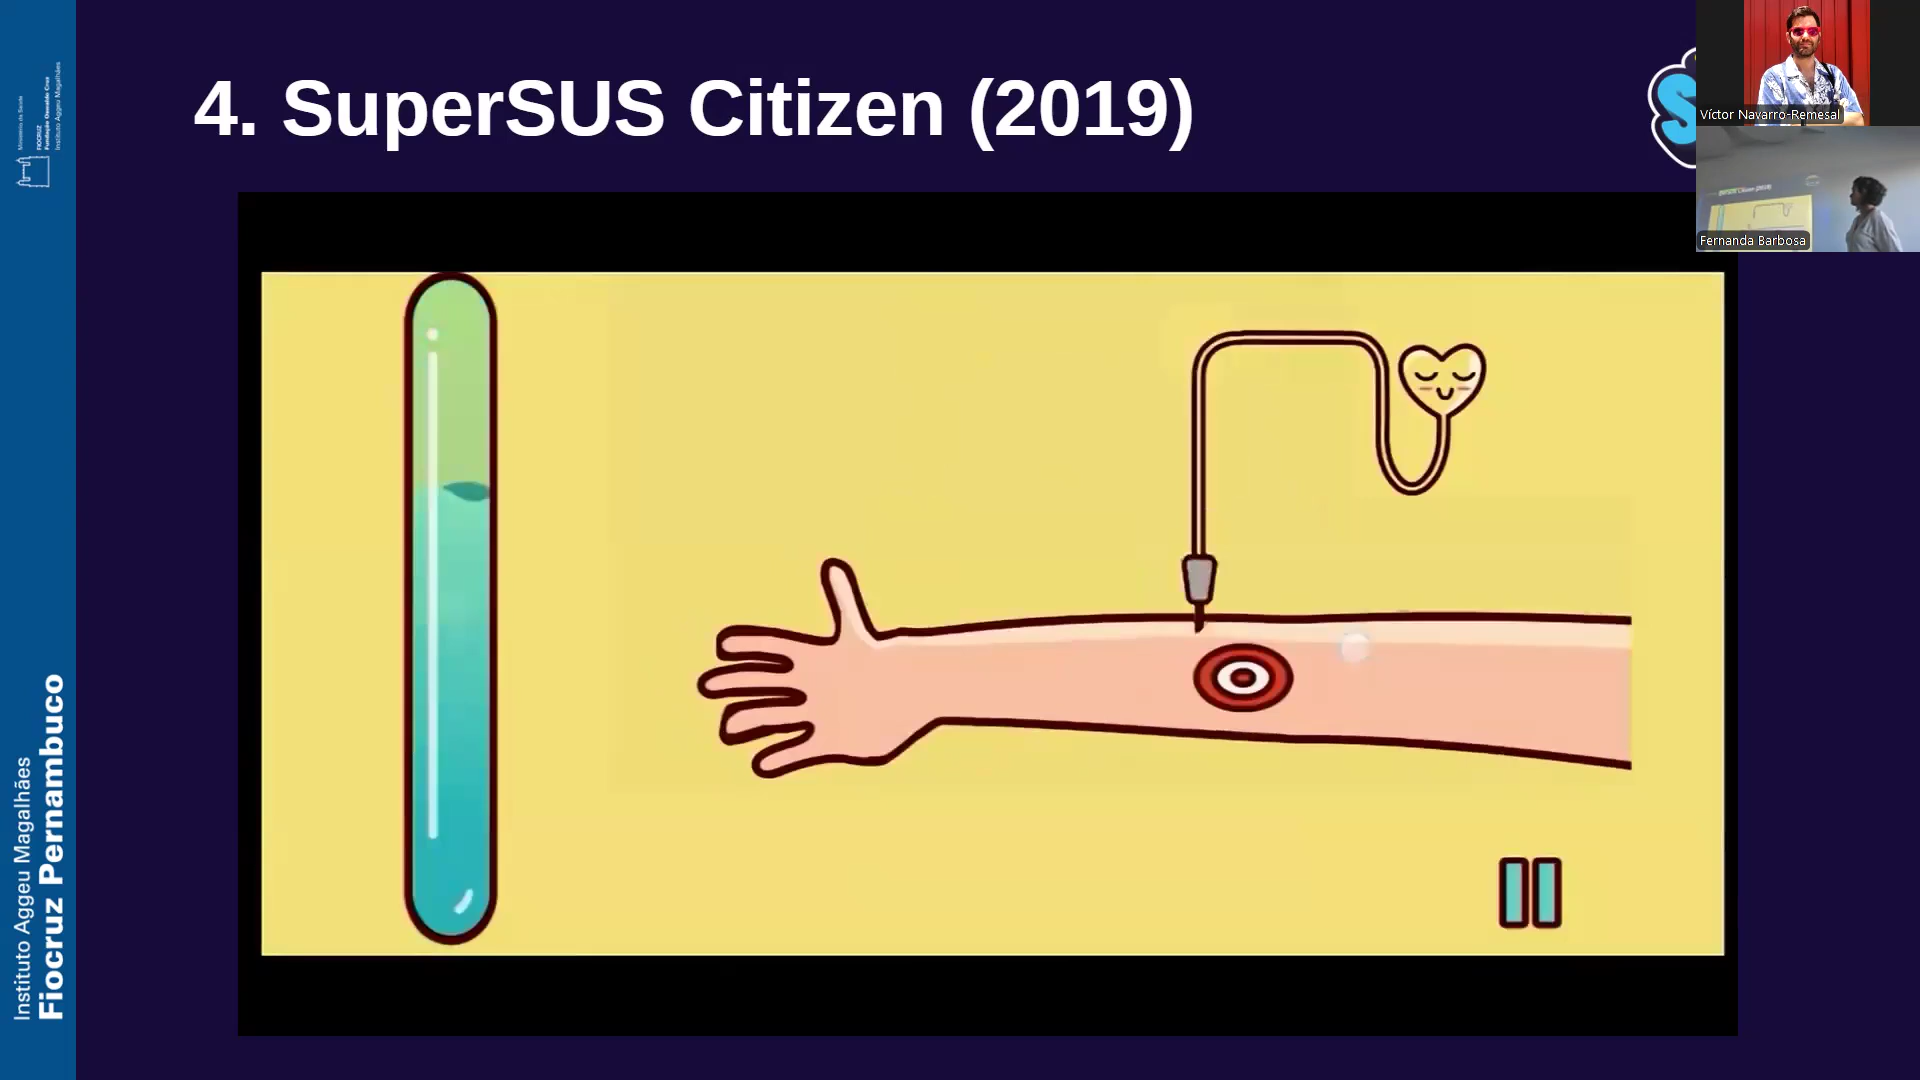 4. SuperSUS Citizen (2019)
Víctor Navarro-Remesal
Fernanda Barbosa
Ministério da Saúde
FIOCRUZ
Fundação Oswaldo Cruz
Instituto Aggeu Magalhães
Instituto Aggeu Magalhães
Fiocruz Pernambuco